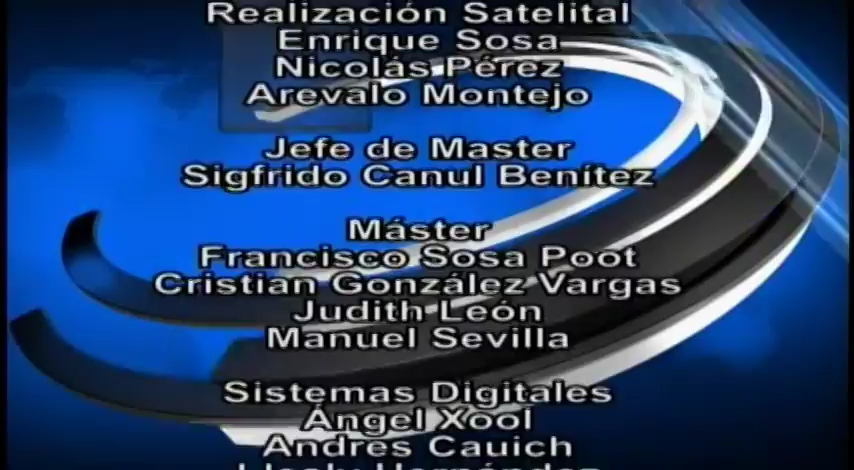 Realización Satelital
Enrique Sosa
Nicolás Pérez
Arevalo Montejo
Jefe de Master
Sigfrido Canul Benítez
Máster
Francisco Sosa Poot
Cristian González Vargas
Judith León
Manuel Sevilla
Sistemas Digitales
Ángel Xool
Andrés Cauich
Hernández